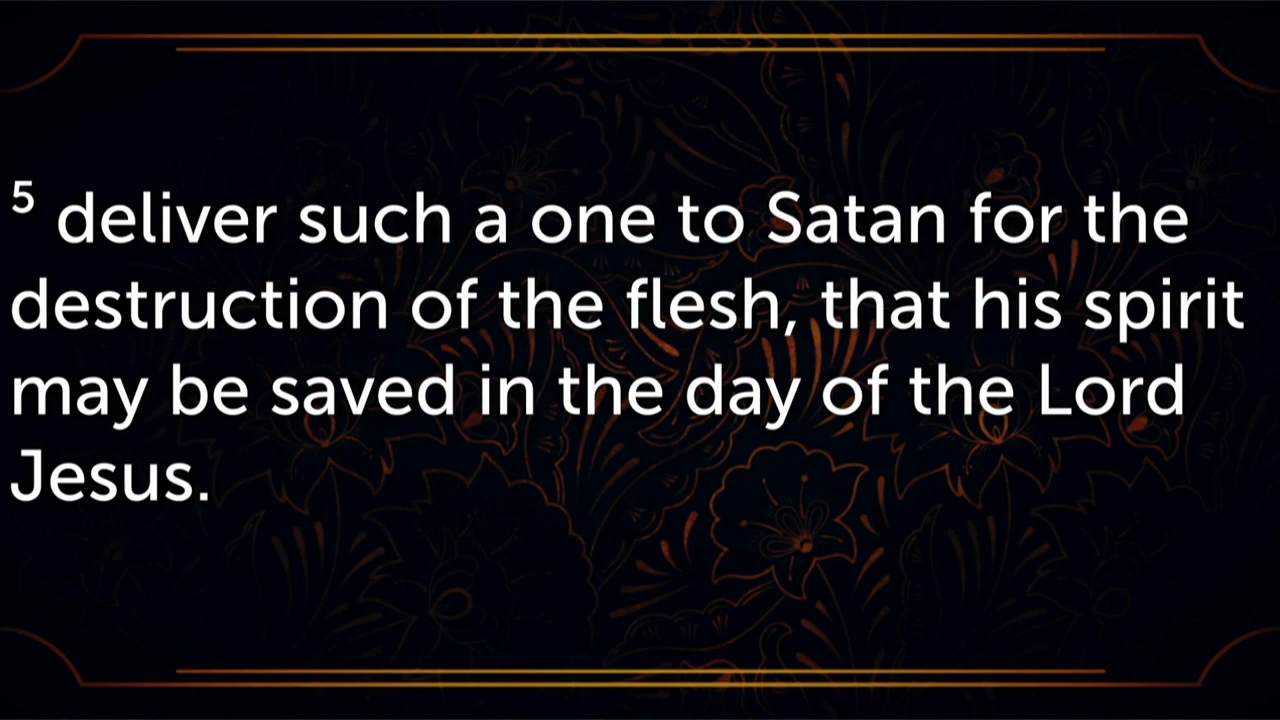 5 deliver such a one to Satan for the
destruction of the flesh, that his spirit
may be saved in the day of the Lord
Jesus.